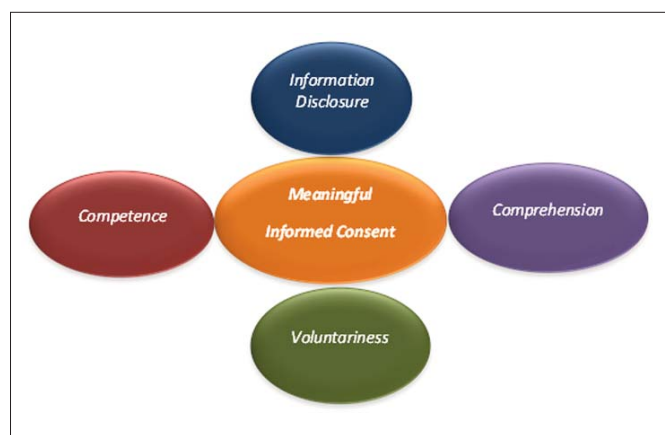 Information
Disclosure
Competence
Meaningful
Informed Consent
Comprehension
Voluntariness